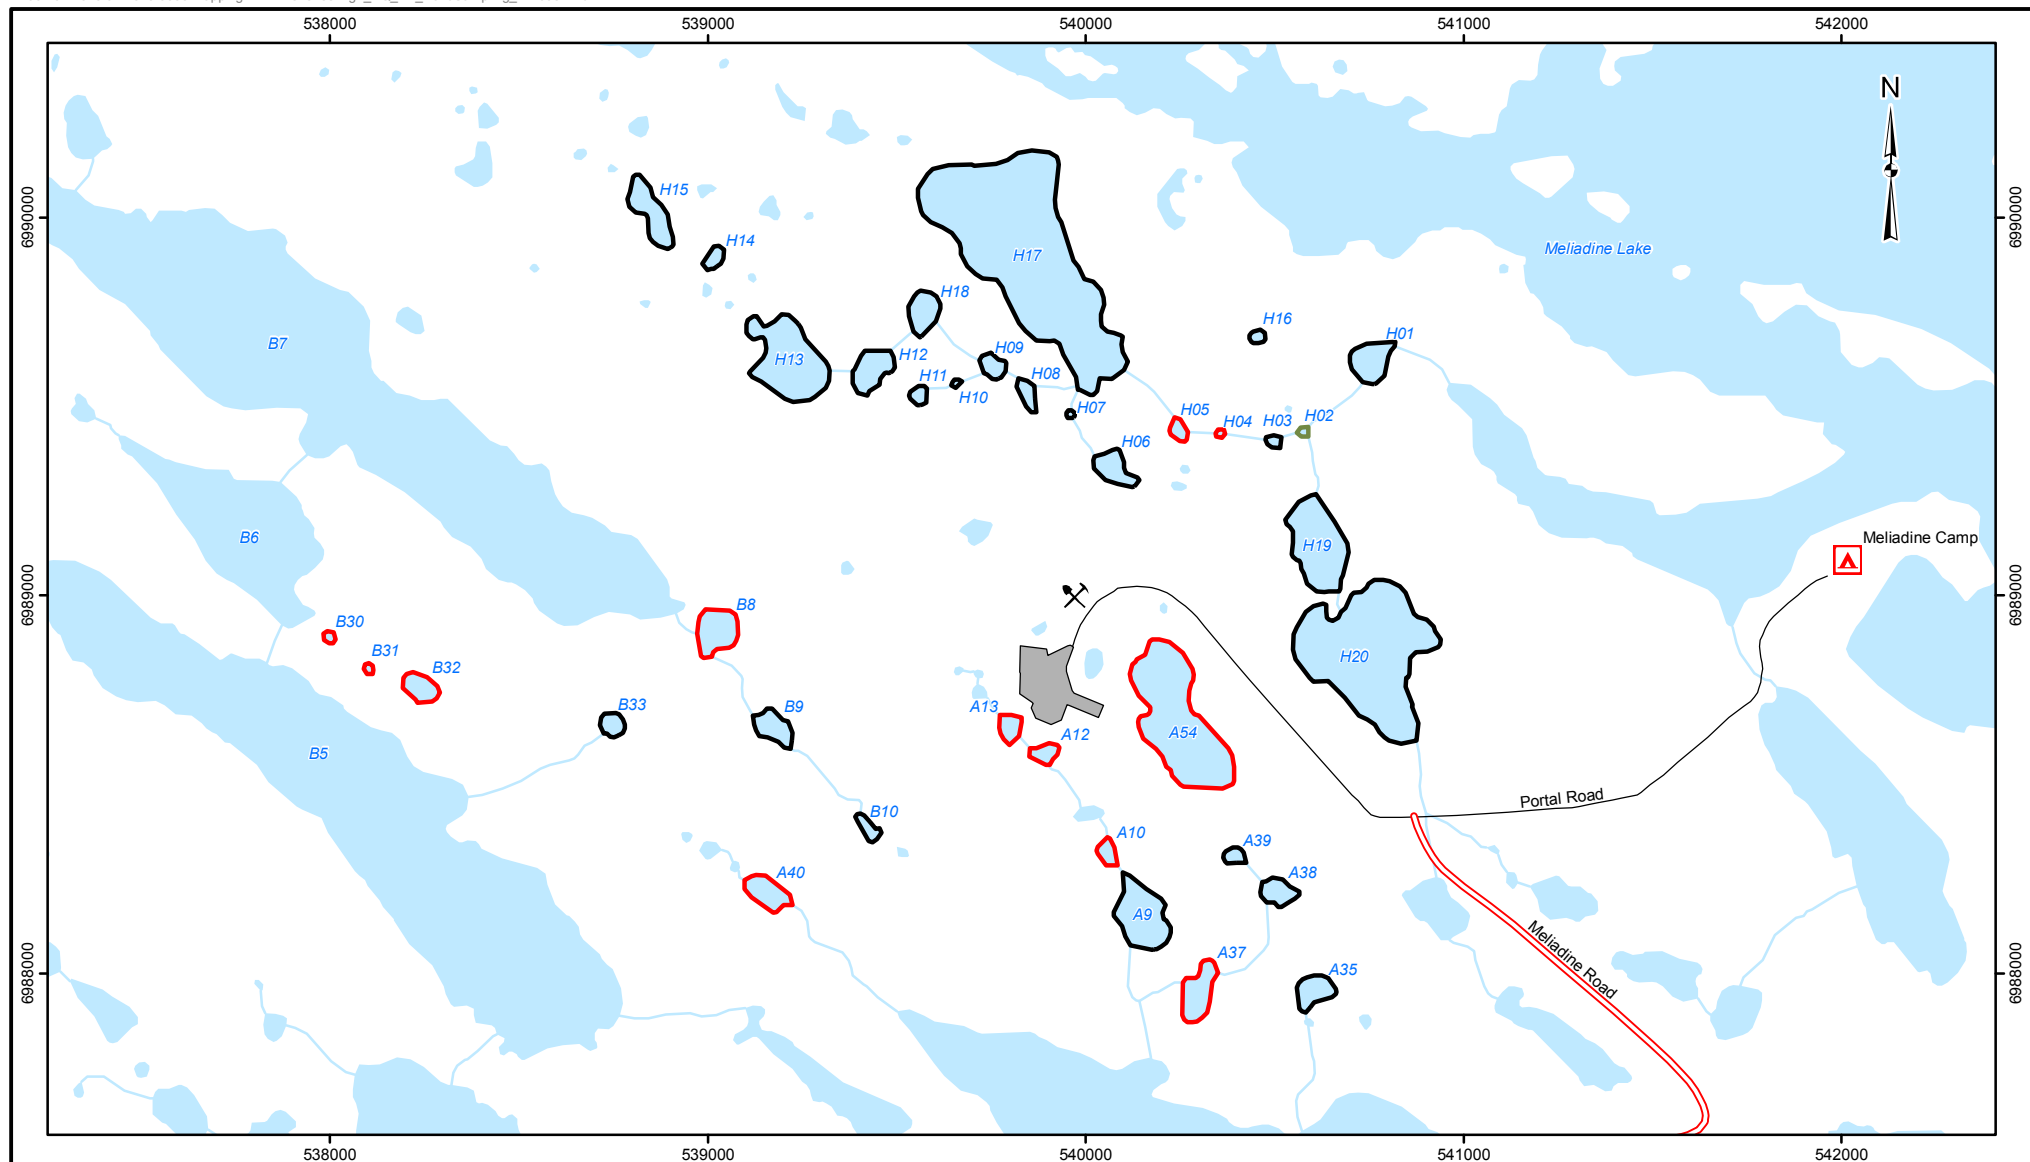 538000 539000 540000 541000 542000
N
6990000
6990000
Meliadine Lake
H15
H14
H17
H18
H16
H01
B7
H13
H12
H09
H11
H08
H10
H07
H05
H04
H03
H02
H06
B6
H19
Meliadine Camp
6989000
6989000
B8
B30
B31
B32
H20
B33
B9
A13
A12
A54
B5
Portal Road
B10
A10
A39
A40
A38
A9
Meliadine Road
A37
A35
6988000
6988000
538000 539000 540000 541000 542000